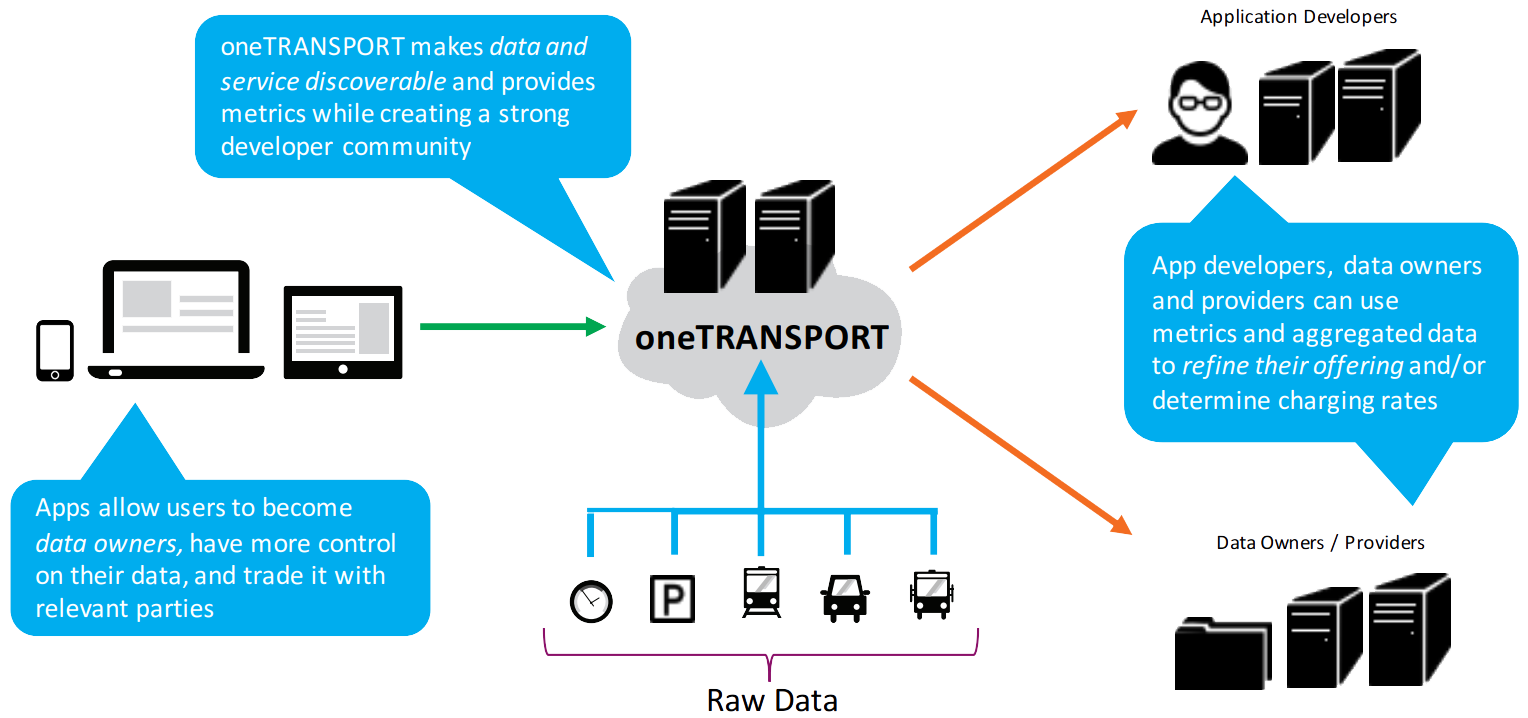 Application Developers
oneTRANSPORT makes data and
service discoverable and provides
metrics while creating a strong
developer community
oneTRANSPORT
App developers, data owners
and providers can use
metrics and aggregated data
to refine their offering and/or
determine charging rates
Apps allow users to become
data owners, have more control
on their data, and trade it with
relevant parties
Data Owners / Providers
P
Raw Data